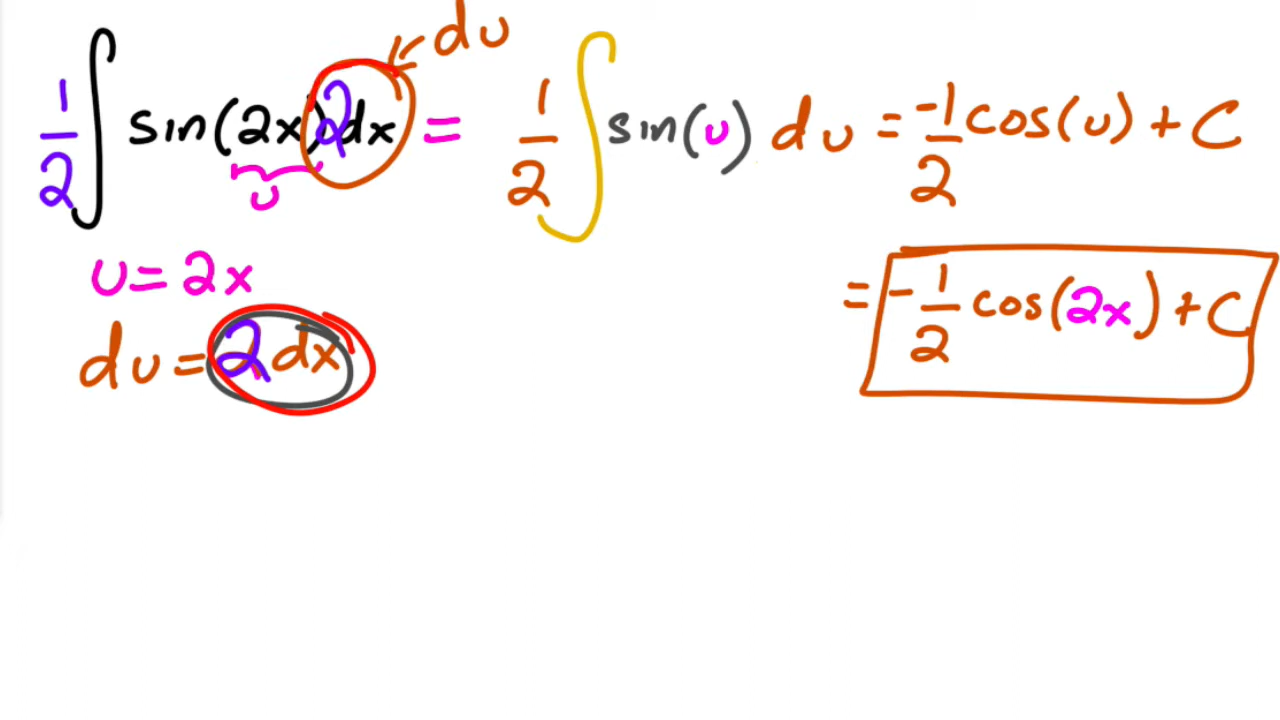 du
1/2 ∫ sin(2x) 2dx = 1/2 ∫ sin(u) du = -1/2 cos(u) + C
u
u = 2x
= -1/2 cos(2x) + C
du = 2dx